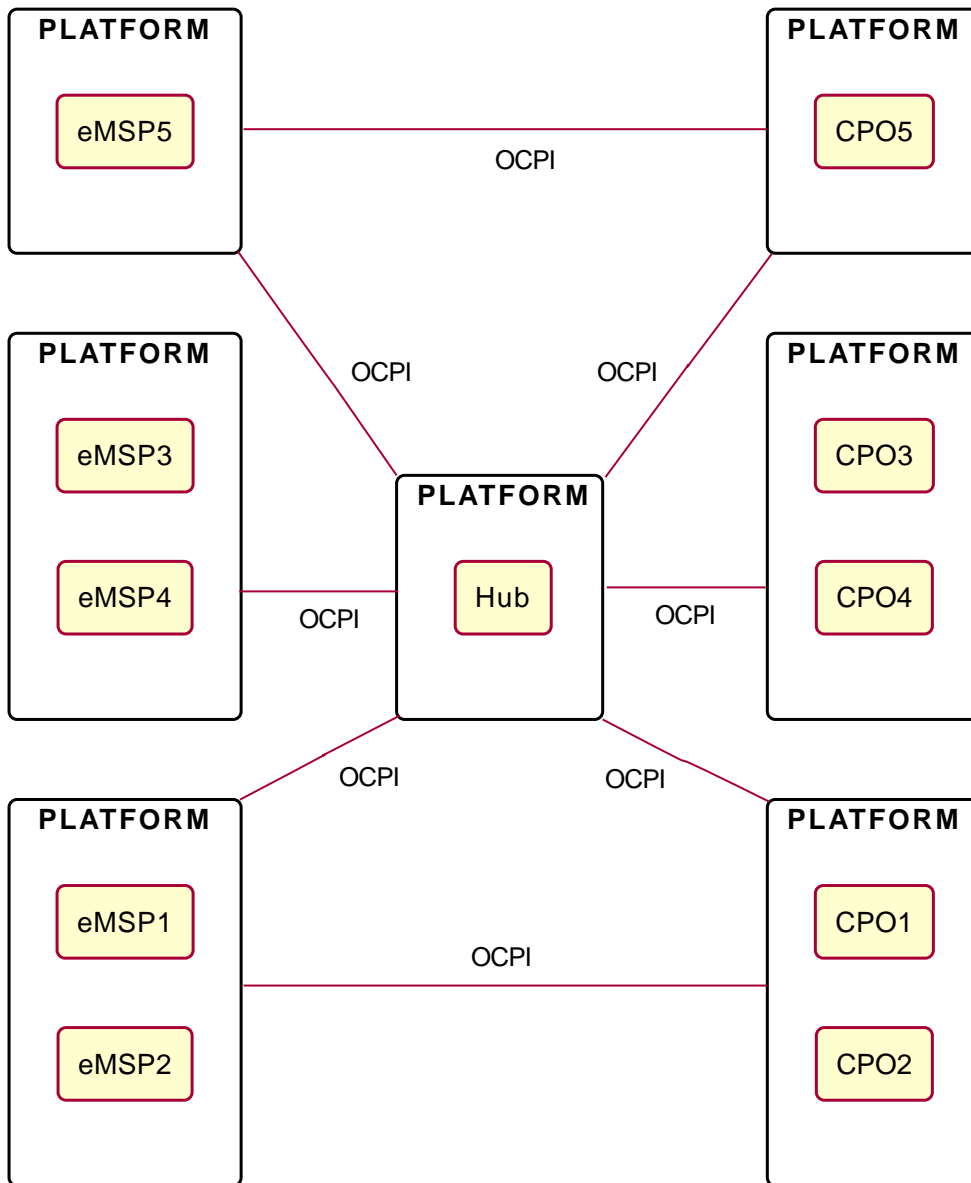 PLATFORM
PLATFORM
eMSP5
CPO5
OCPI
PLATFORM
PLATFORM
OCPI
OCPI
eMSP3
CPO3
PLATFORM
eMSP4
Hub
CPO4
OCPI
OCPI
OCPI
OCPI
PLATFORM
PLATFORM
eMSP1
CPO1
OCPI
eMSP2
CPO2